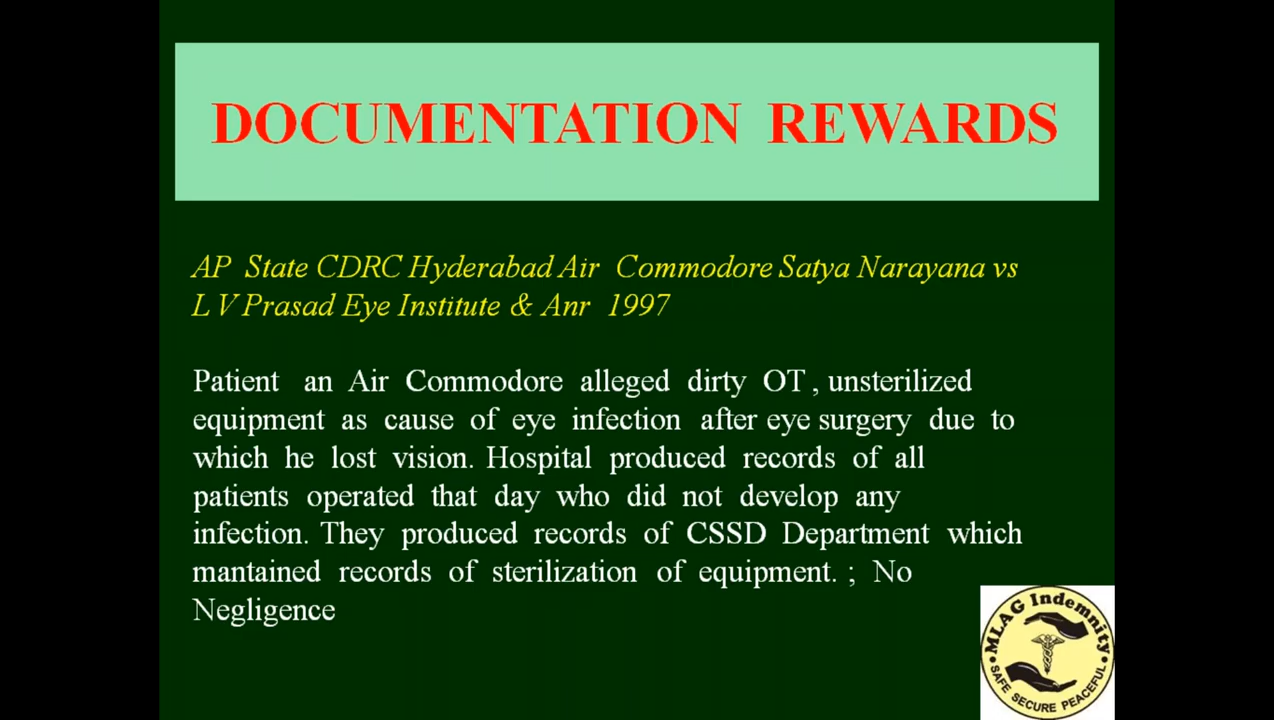 DOCUMENTATION REWARDS
AP State CDRC Hyderabad Air Commodore Satya Narayana vs
L V Prasad Eye Institute & Anr 1997
Patient an Air Commodore alleged dirty OT , unsterilized
equipment as cause of eye infection after eye surgery due to
which he lost vision. Hospital produced records of all
patients operated that day who did not develop any
infection. They produced records of CSSD Department which
mantained records of sterilization of equipment. ; No
Negligence
MLAG Indemnity
SAFE SECURE PEACEFUL